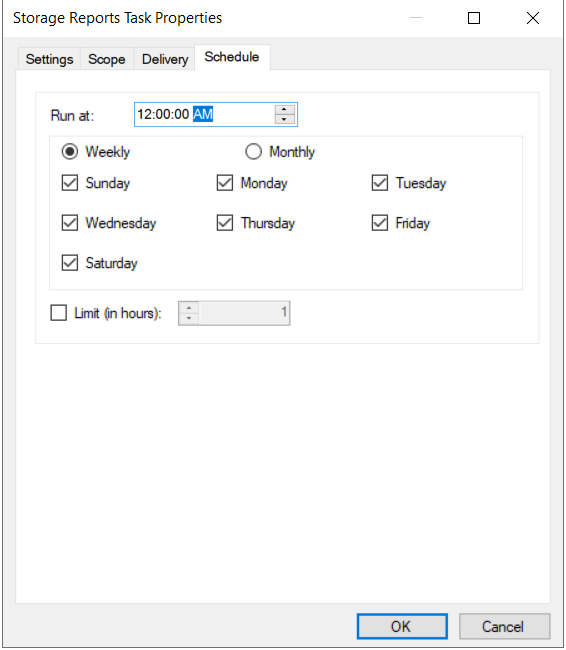 Storage Reports Task Properties
Settings Scope Delivery Schedule
Run at: 12:00:00 AM
Weekly Monthly
Sunday Monday Tuesday
Wednesday Thursday Friday
Saturday
Limit (in hours): 1
OK Cancel